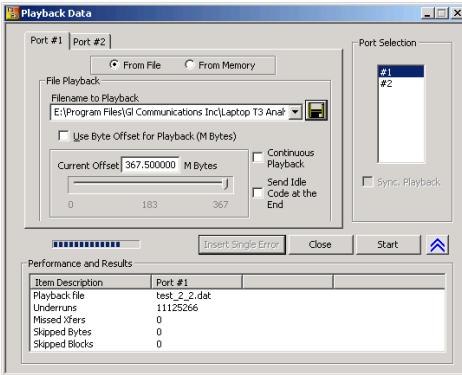 Playback Data
Port #1 Port #2
Port Selection
From File From Memory
#1
#2
File Playback
Filename to Playback
E:\Program Files\Gl Communications Inc\Laptop T3 Anal
Use Byte Offset for Playback (M Bytes)
Current Offset 367.500000 M Bytes
Continuous
Playback
Sync. Playback
Send Idle
Code at the
End
0 183 367
Insert Single Error Close Start
Performance and Results
Item Description Port #1
Playback file test_2_2.dat
Underruns 11125266
Missed Xfers 0
Skipped Bytes 0
Skipped Blocks 0